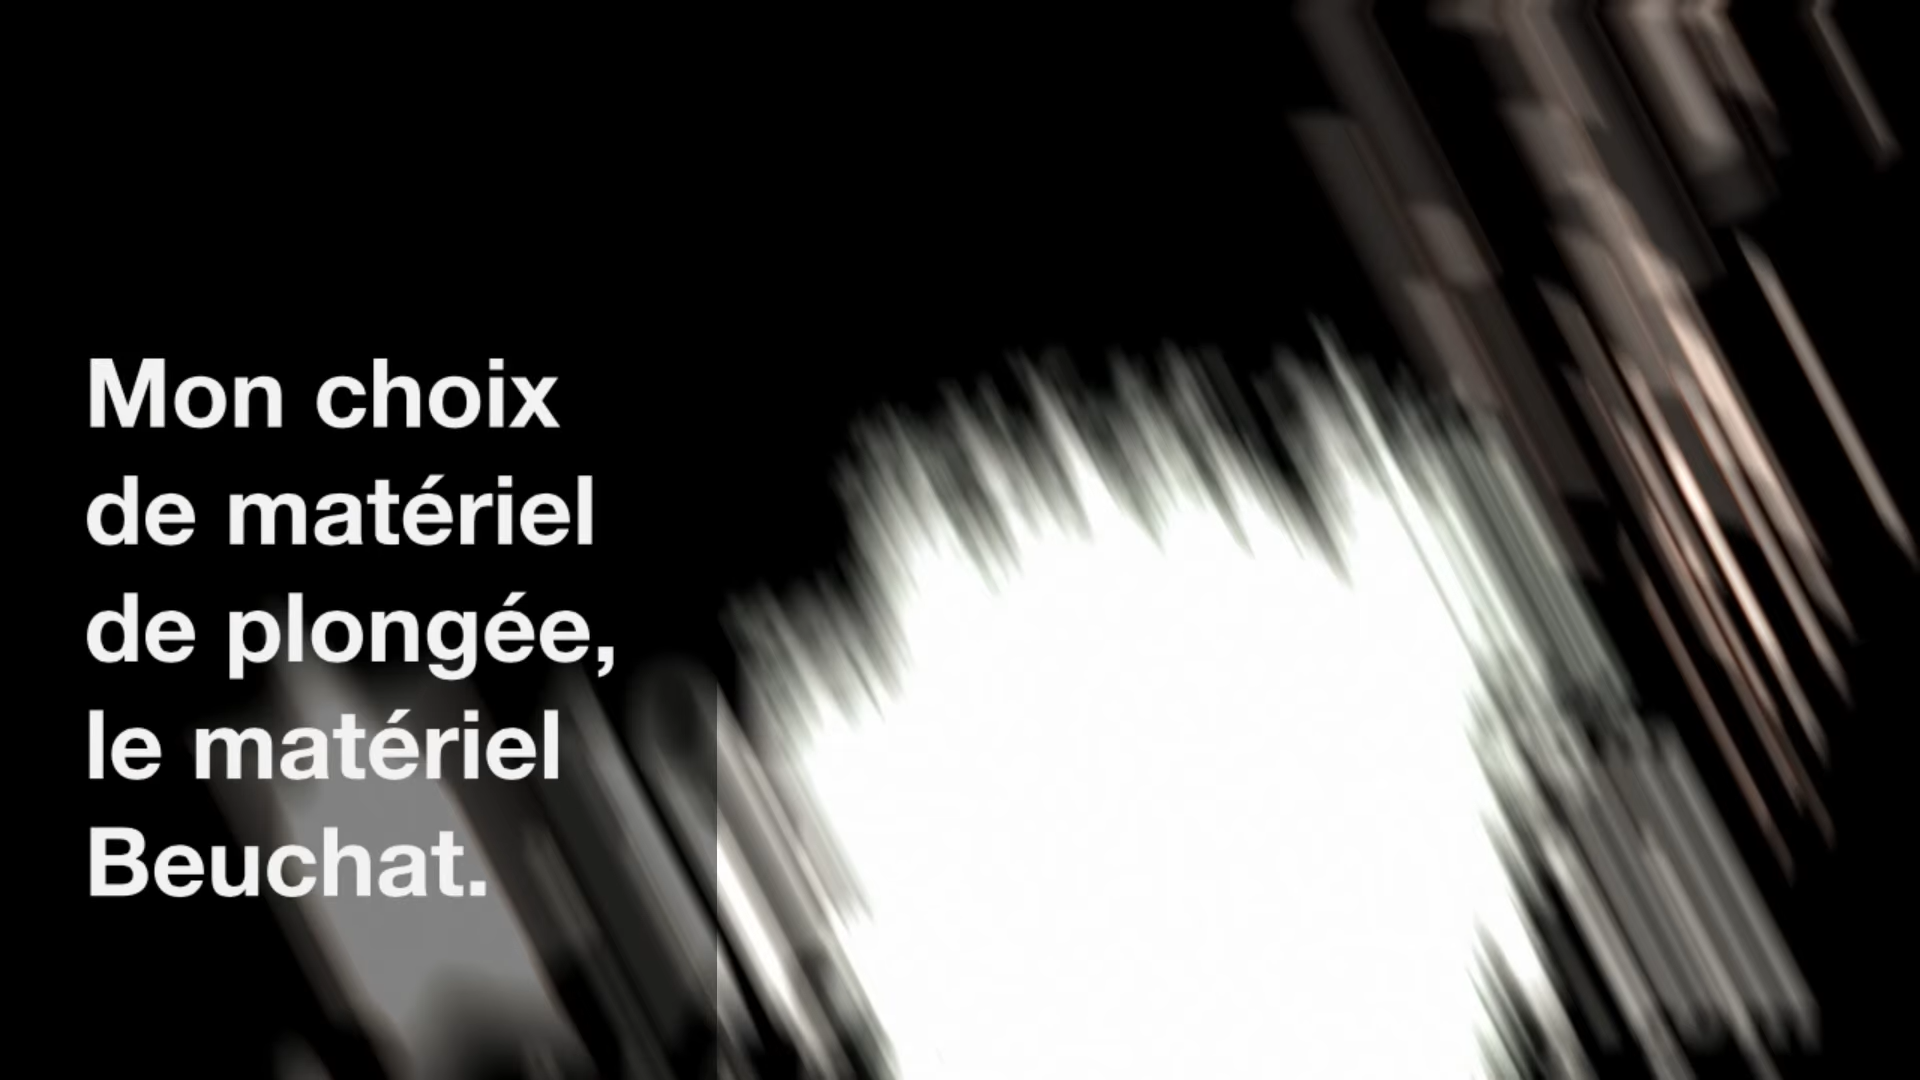 Mon choix
de matériel
de plongée,
le matériel
Beuchat.